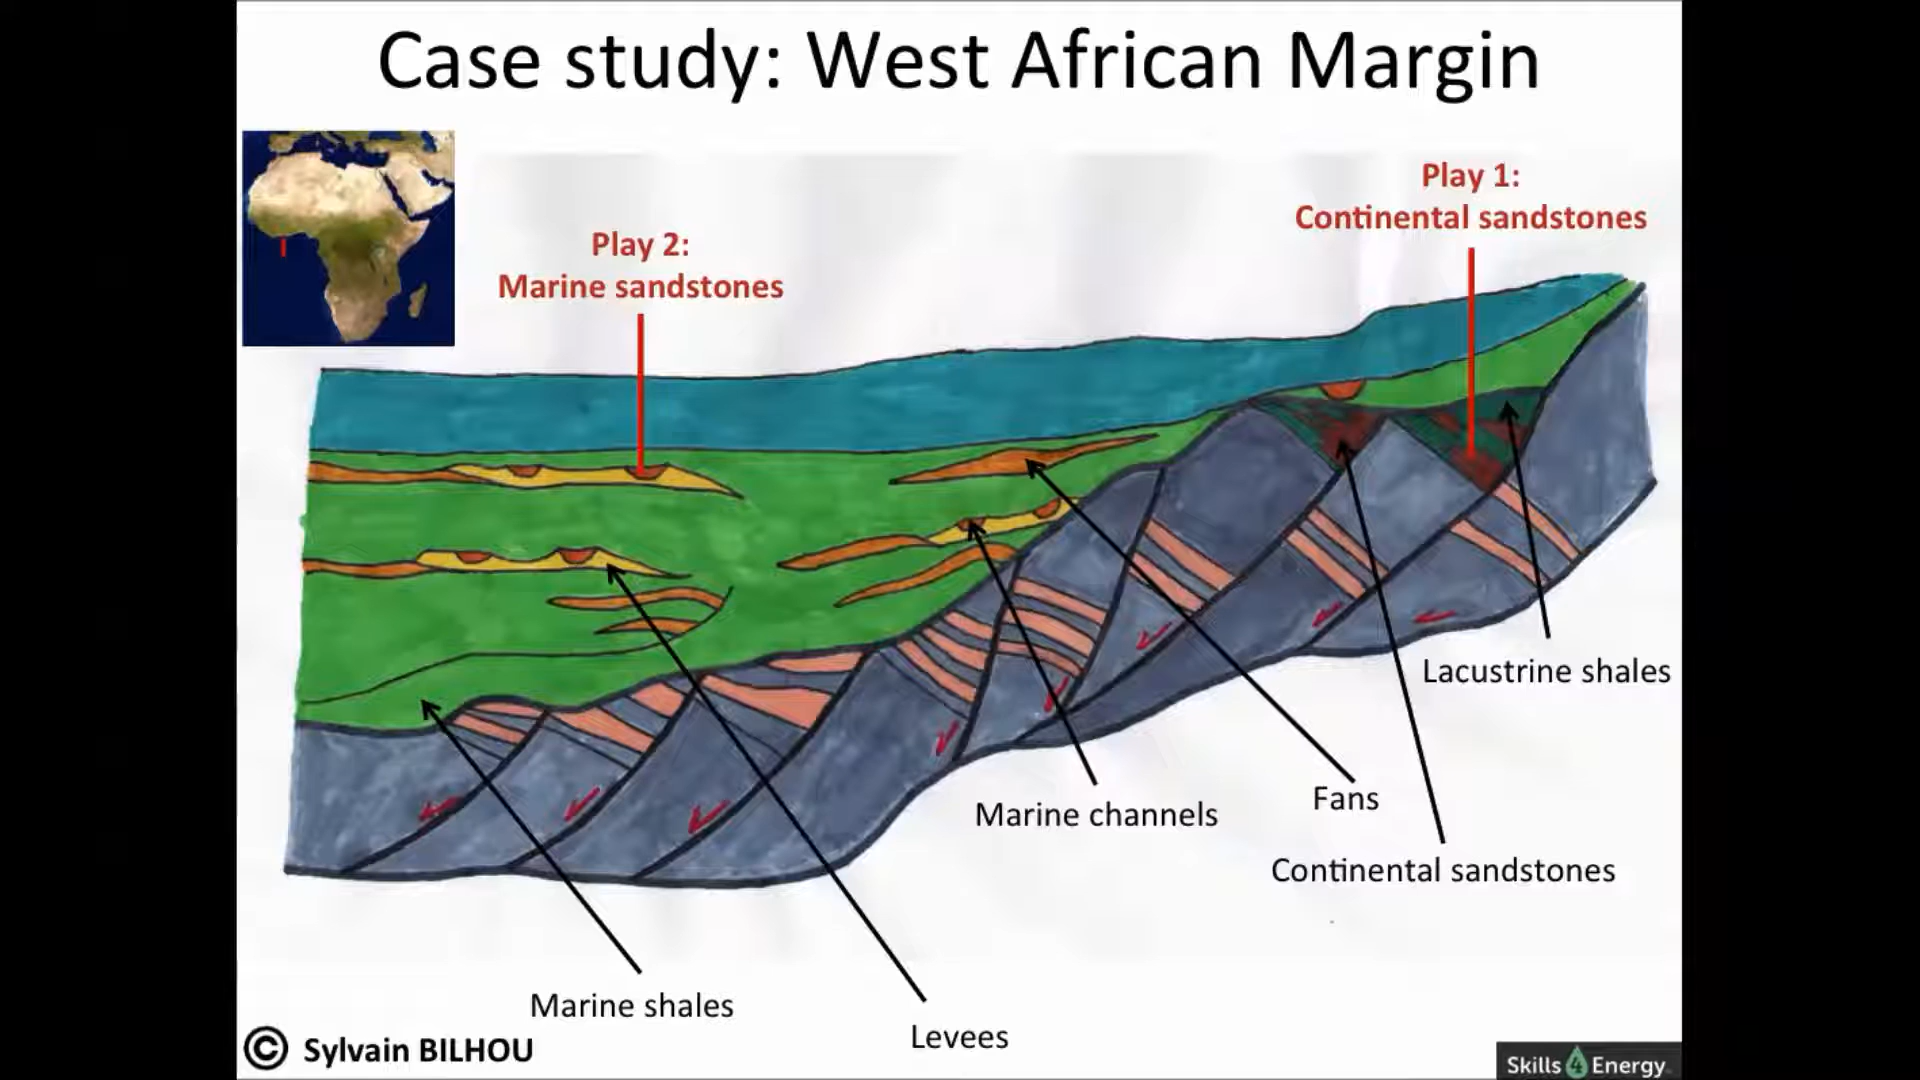 Case study: West African Margin
Play 1:
Continental sandstones
Play 2:
Marine sandstones
Lacustrine shales
Fans
Marine channels
Continental sandstones
Marine shales
Levees
© Sylvain BILHOU
Skills 4 Energy